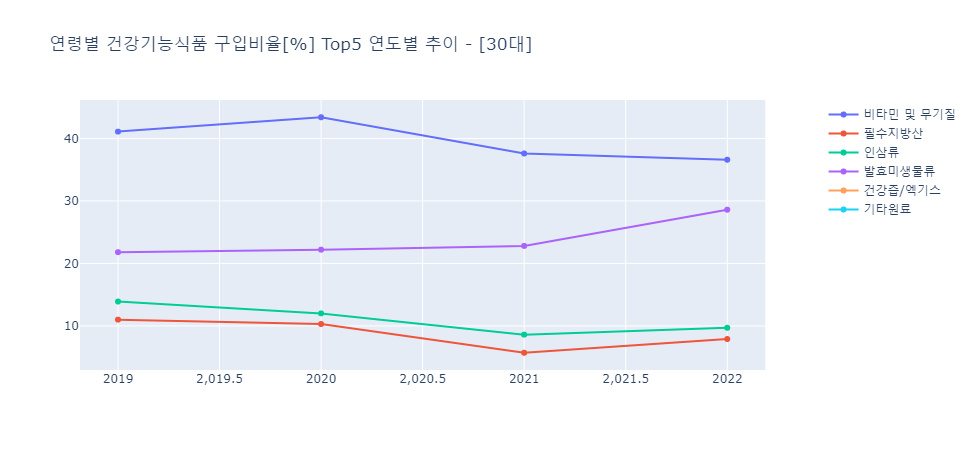 연령별 건강기능식품 구입비율[%] Top5 연도별 추이 - [30대]
40
30
20
10
2019
2,019.5
2020
2,020.5
2021
2,021.5
2022
비타민 및 무기질
필수지방산
인삼류
발효미생물류
건강즙/엑기스
기타원료